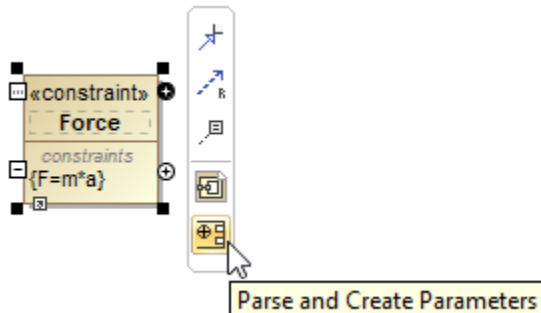 «constraint»
Force
constraints
{F=m*a}
R
Parse and Create Parameters